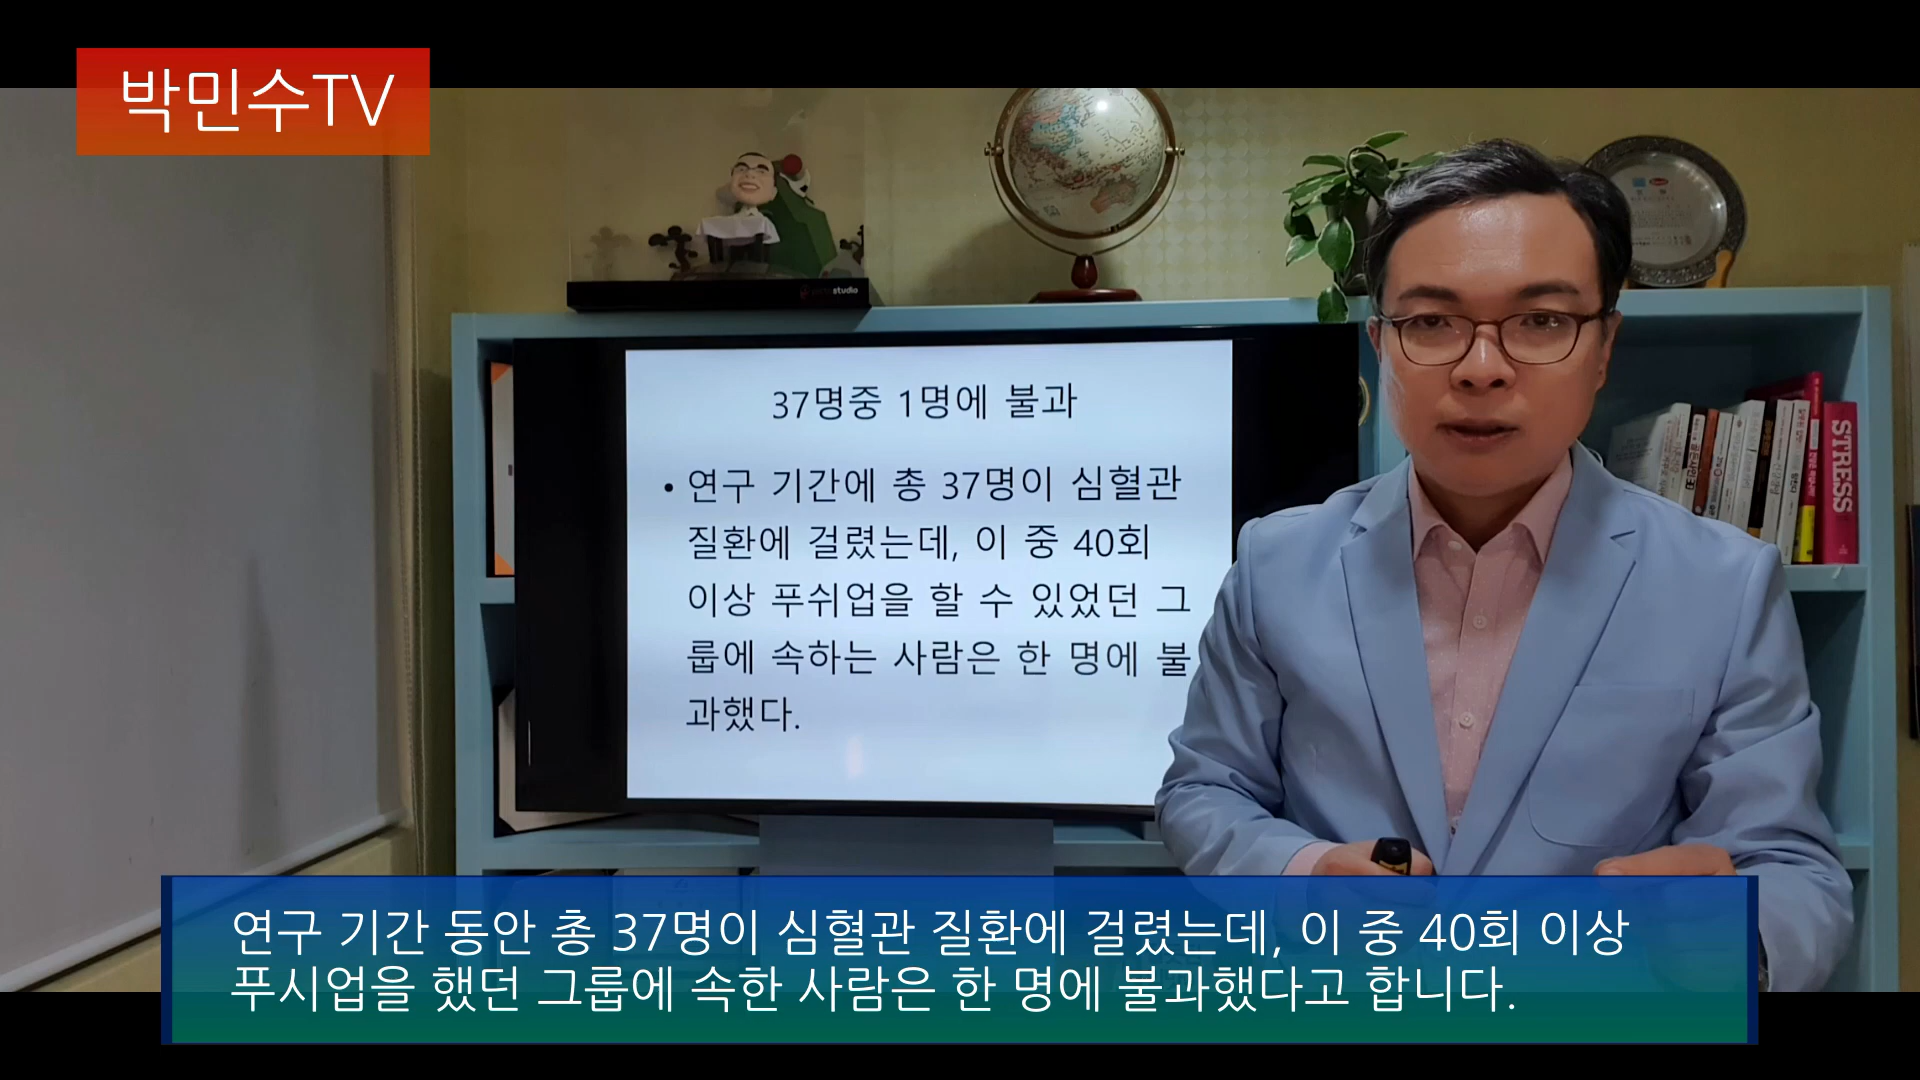 박민수TV
37명중 1명에 불과
• 연구 기간에 총 37명이 심혈관
질환에 걸렸는데, 이 중 40회
이상 푸쉬업을 할 수 있었던 그
룹에 속하는 사람은 한 명에 불
과했다.
studio
STRESS
연구 기간 동안 총 37명이 심혈관 질환에 걸렸는데, 이 중 40회 이상
푸시업을 했던 그룹에 속한 사람은 한 명에 불과했다고 합니다.